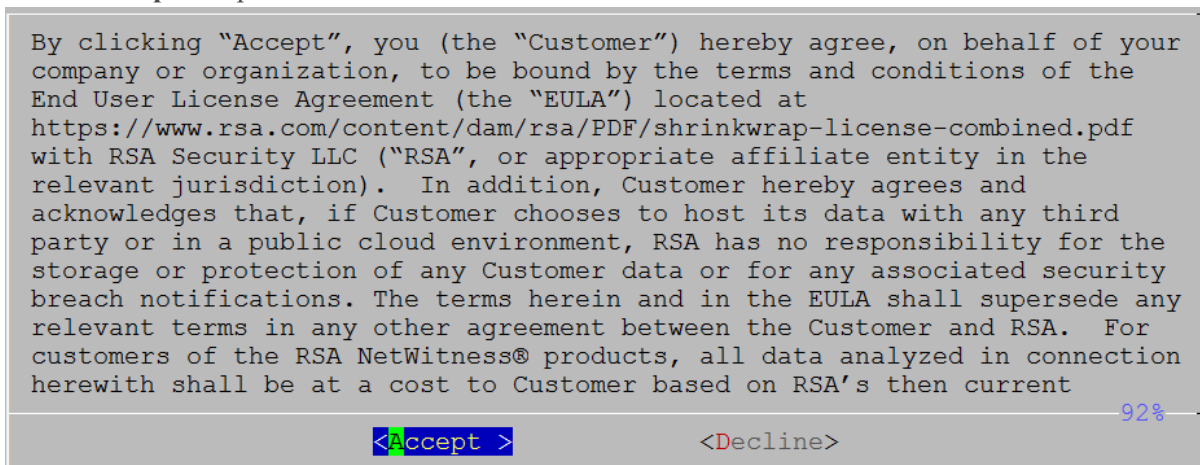 By clicking “Accept”, you (the “Customer”) hereby agree, on behalf of your
company or organization, to be bound by the terms and conditions of the
End User License Agreement (the “EULA”) located at
https://www.rsa.com/content/dam/rsa/PDF/shrinkwrap-license-combined.pdf
with RSA Security LLC (“RSA”, or appropriate affiliate entity in the
relevant jurisdiction).  In addition, Customer hereby agrees and
acknowledges that, if Customer chooses to host its data with any third
party or in a public cloud environment, RSA has no responsibility for the
storage or protection of any Customer data or for any associated security
breach notifications. The terms herein and in the EULA shall supersede any
relevant terms in any other agreement between the Customer and RSA.  For
customers of the RSA NetWitness® products, all data analyzed in connection
herewith shall be at a cost to Customer based on RSA’s then current
92%
<Accept > <Decline>